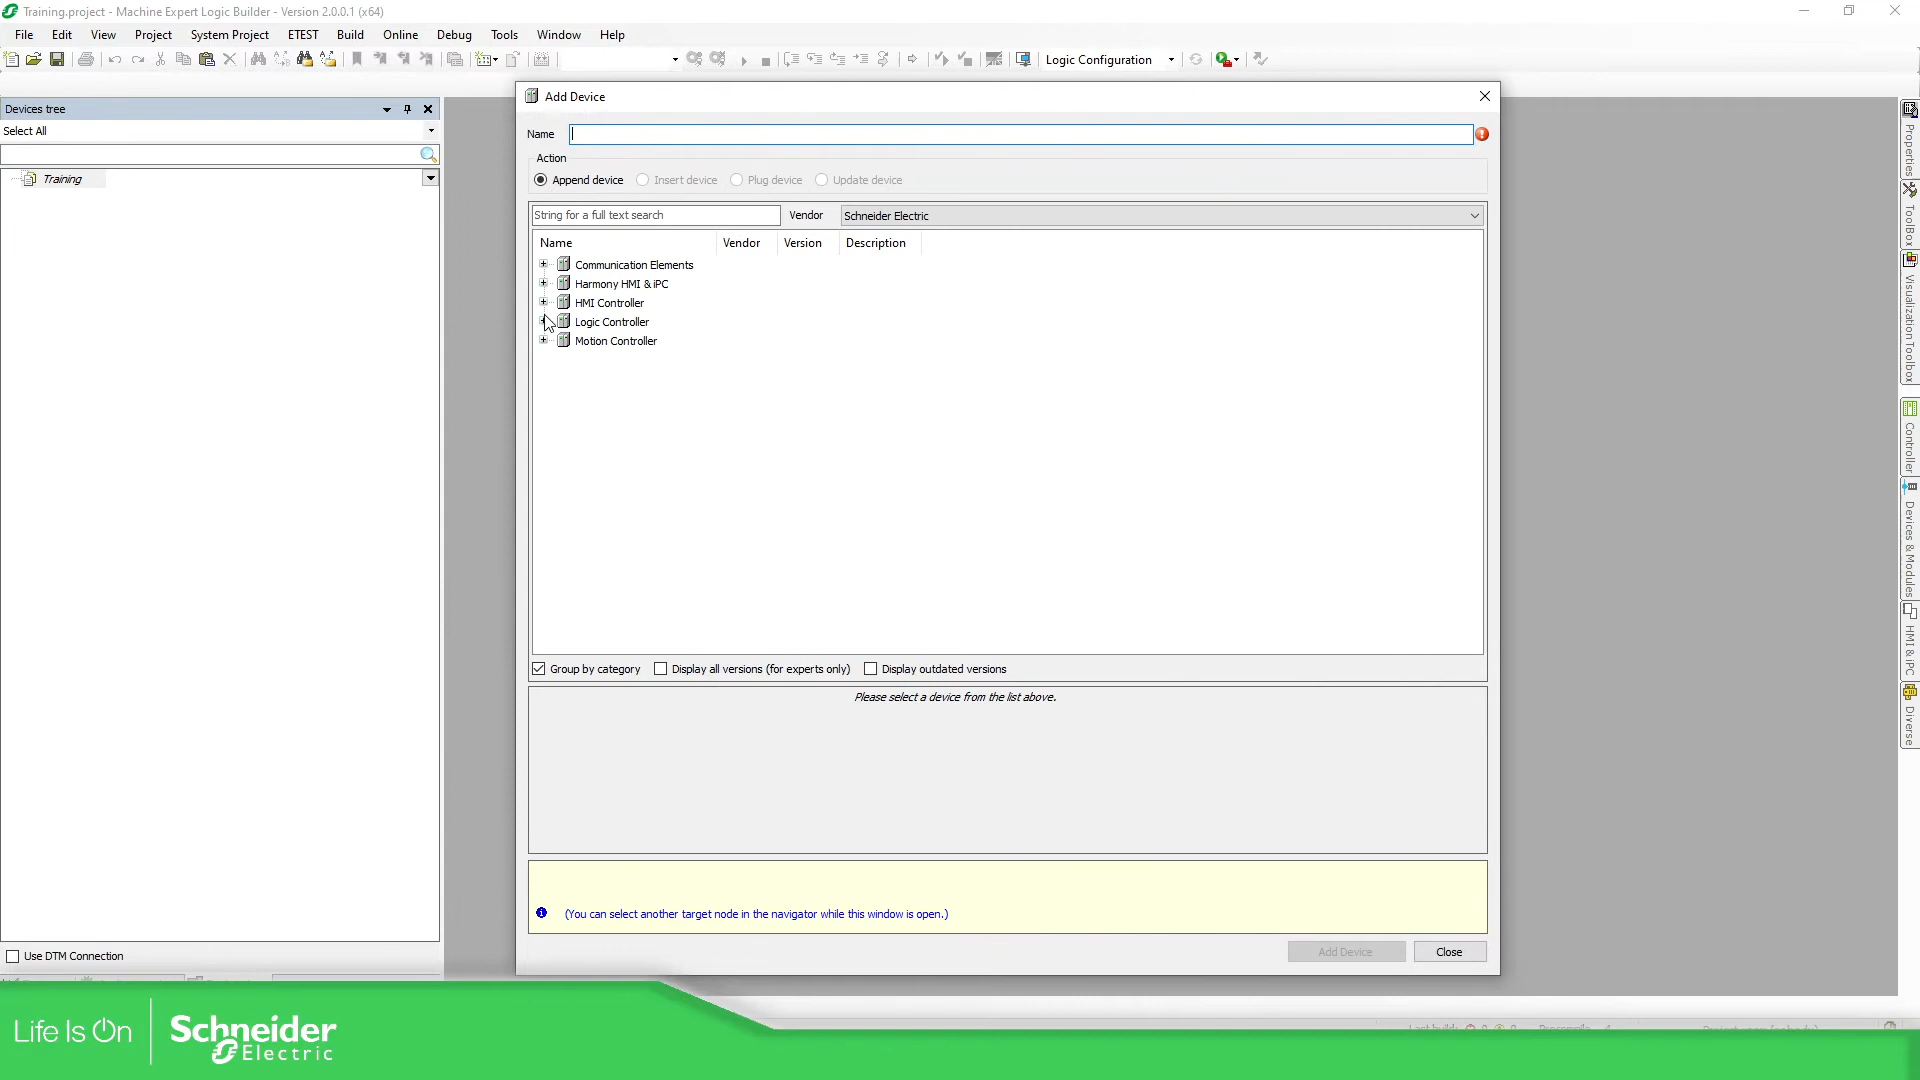 Training.project - Machine Expert Logic Builder - Version 2.0.0.1 (x64)
File Edit View Project System Project ETEST Build Online Debug Tools Window Help
Logic Configuration
Devices tree
Select All
Training
Use DTM Connection
Add Device
Name
Action
Append device Insert device Plug device Update device
String for a full text search Vendor Schneider Electric
Name Vendor Version Description
Communication Elements
Harmony HMI & iPC
HMI Controller
Logic Controller
Motion Controller
Group by category Display all versions (for experts only) Display outdated versions
Please select a device from the list above.
(You can select another target node in the navigator while this window is open.)
Add Device Close
Properties
ToolBox
Visualization Toolbox
Controller
Devices & Modules
HMI & iPC
Diverse
Life Is On
Schneider
Electric